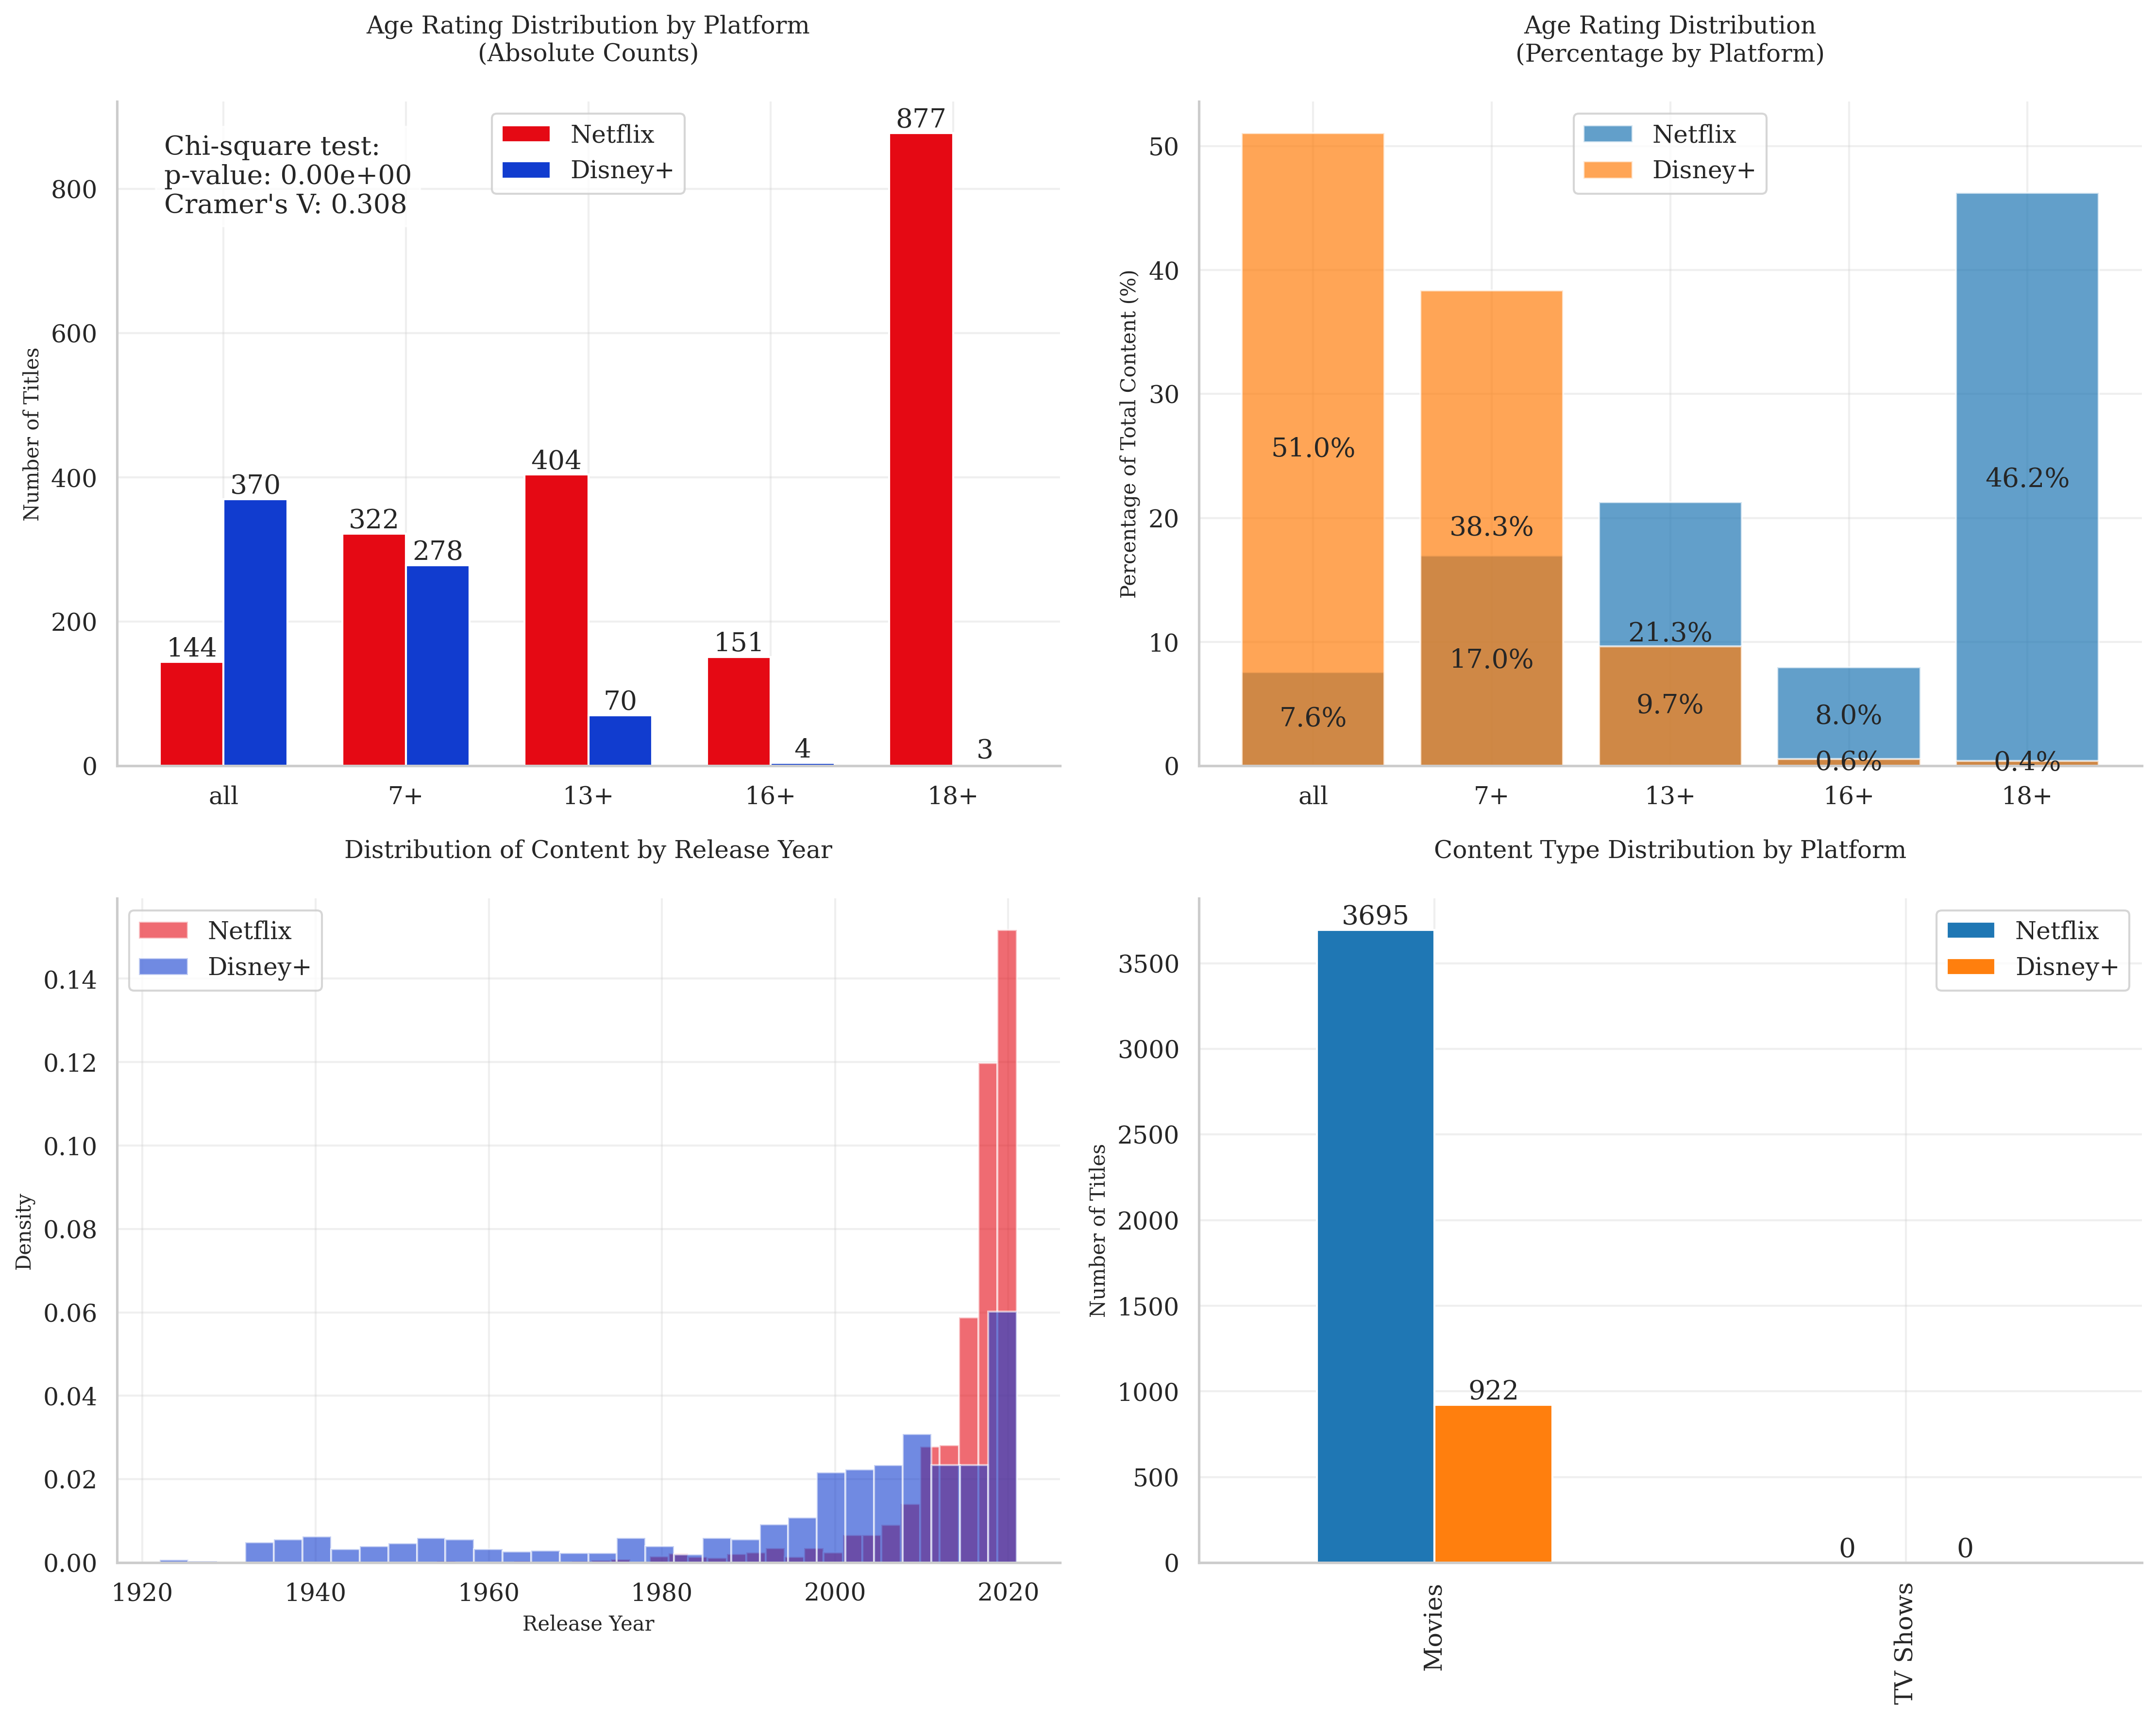 Age Rating Distribution by Platform
(Absolute Counts)
Number of Titles
800
600
400
200
0
Chi-square test:
p-value: 0.00e+00
Cramer's V: 0.308
Netflix
Disney+
144
370
322
278
404
70
151
4
877
3
all
7+
13+
16+
18+
Age Rating Distribution
(Percentage by Platform)
Percentage of Total Content (%)
50
40
30
20
10
0
Netflix
Disney+
51.0%
7.6%
38.3%
17.0%
21.3%
9.7%
8.0%
0.6%
46.2%
0.4%
all
7+
13+
16+
18+
Distribution of Content by Release Year
Density
0.14
0.12
0.10
0.08
0.06
0.04
0.02
0.00
Netflix
Disney+
1920
1940
1960
1980
2000
2020
Release Year
Content Type Distribution by Platform
Number of Titles
3500
3000
2500
2000
1500
1000
500
0
Netflix
Disney+
3695
922
0
0
Movies
TV Shows